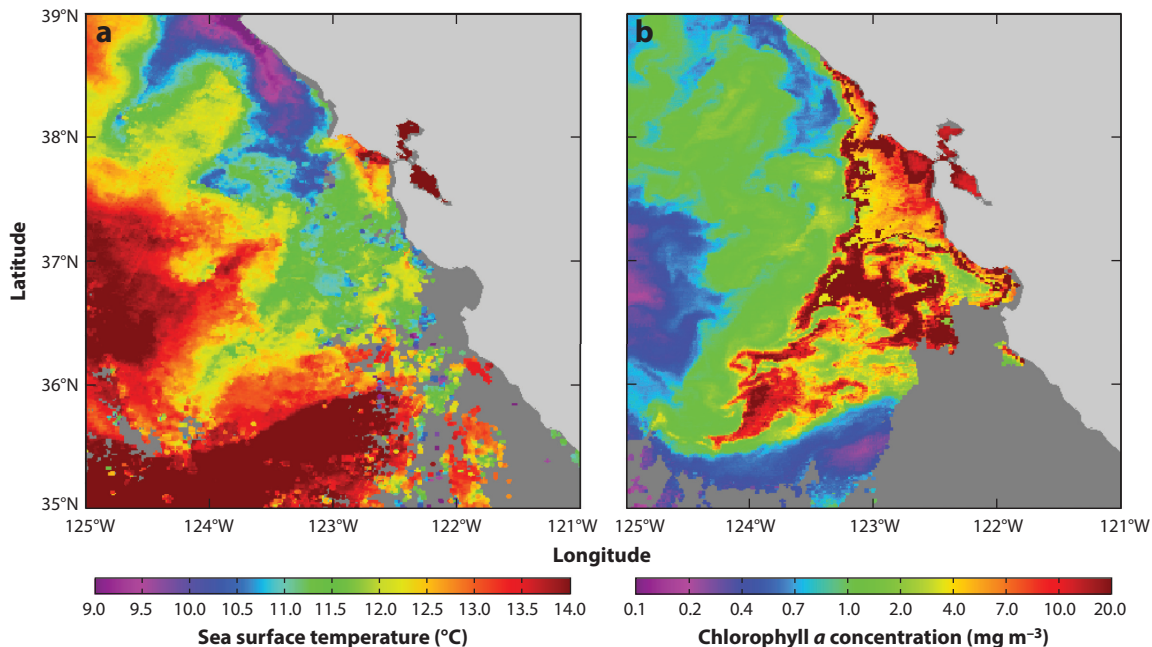 a
b
39°N
38°N
37°N
36°N
35°N
Latitude
125°W 124°W 123°W 122°W 121°W
125°W 124°W 123°W 122°W 121°W
Longitude
9.0 9.5 10.0 10.5 11.0 11.5 12.0 12.5 13.0 13.5 14.0
Sea surface temperature (°C)
0.1 0.2 0.4 0.7 1.0 2.0 4.0 7.0 10.0 20.0
Chlorophyll a concentration (mg m⁻³)